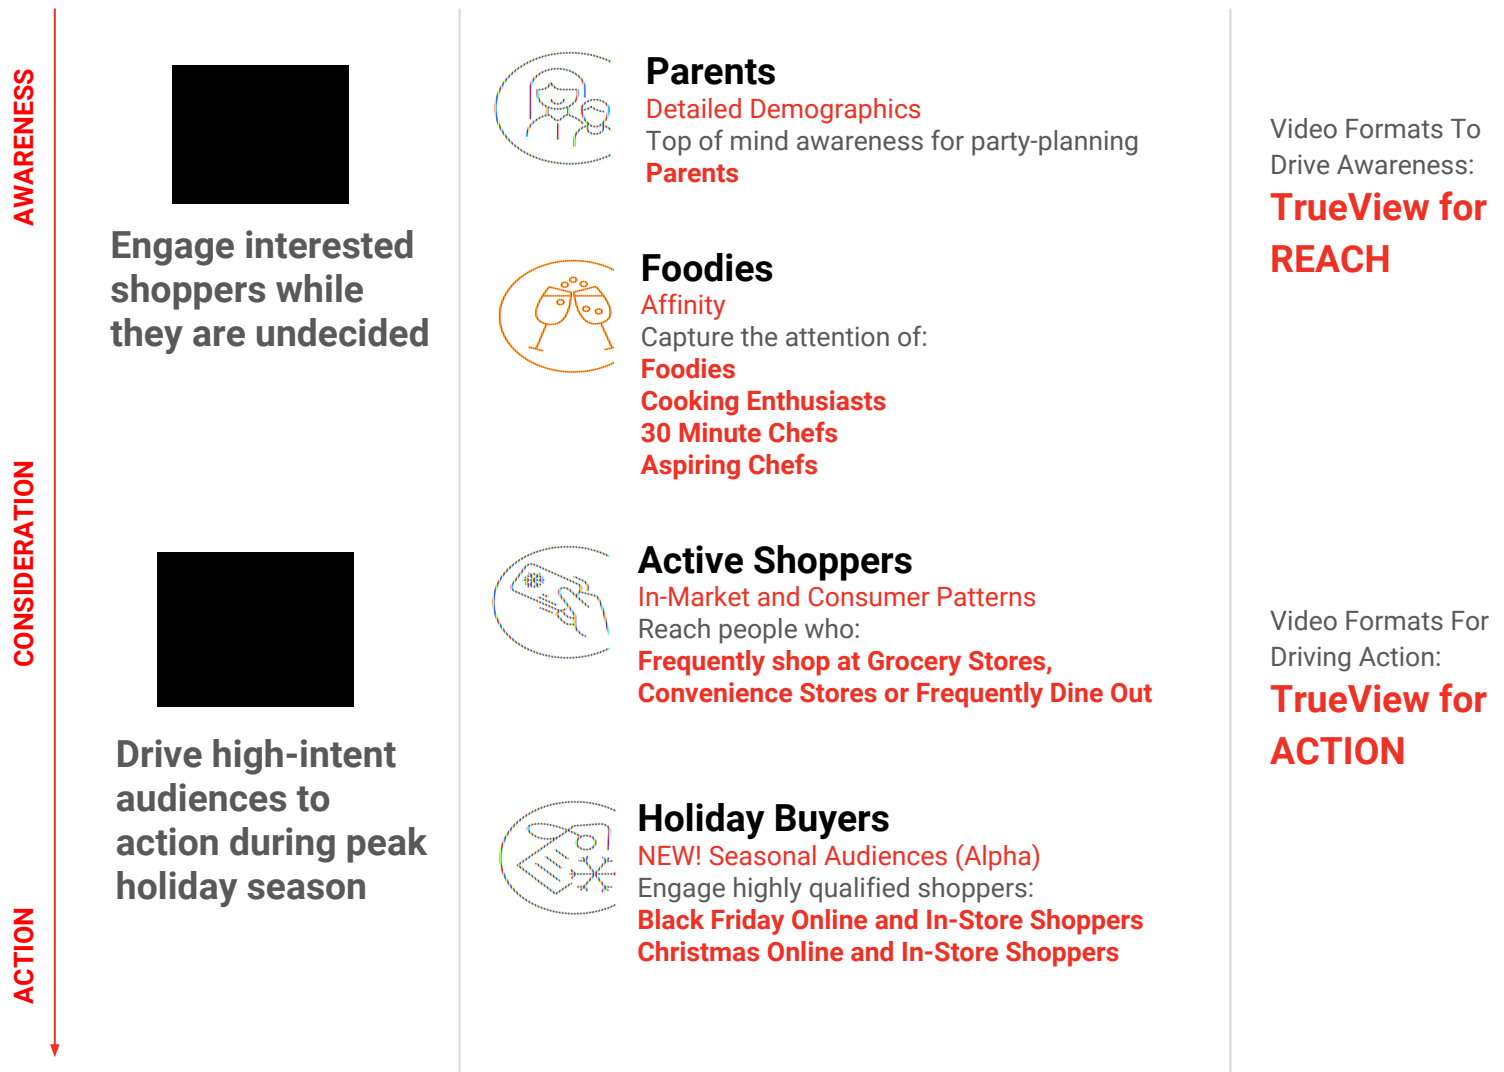 AWARENESS
CONSIDERATION
ACTION
Engage interested
shoppers while
they are undecided
Drive high-intent
audiences to
action during peak
holiday season
Parents
Detailed Demographics
Top of mind awareness for party-planning
Parents
Foodies
Affinity
Capture the attention of:
Foodies
Cooking Enthusiasts
30 Minute Chefs
Aspiring Chefs
Active Shoppers
In-Market and Consumer Patterns
Reach people who:
Frequently shop at Grocery Stores,
Convenience Stores or Frequently Dine Out
Holiday Buyers
NEW! Seasonal Audiences (Alpha)
Engage highly qualified shoppers:
Black Friday Online and In-Store Shoppers
Christmas Online and In-Store Shoppers
Video Formats To
Drive Awareness:
TrueView for
REACH
Video Formats For
Driving Action:
TrueView for
ACTION